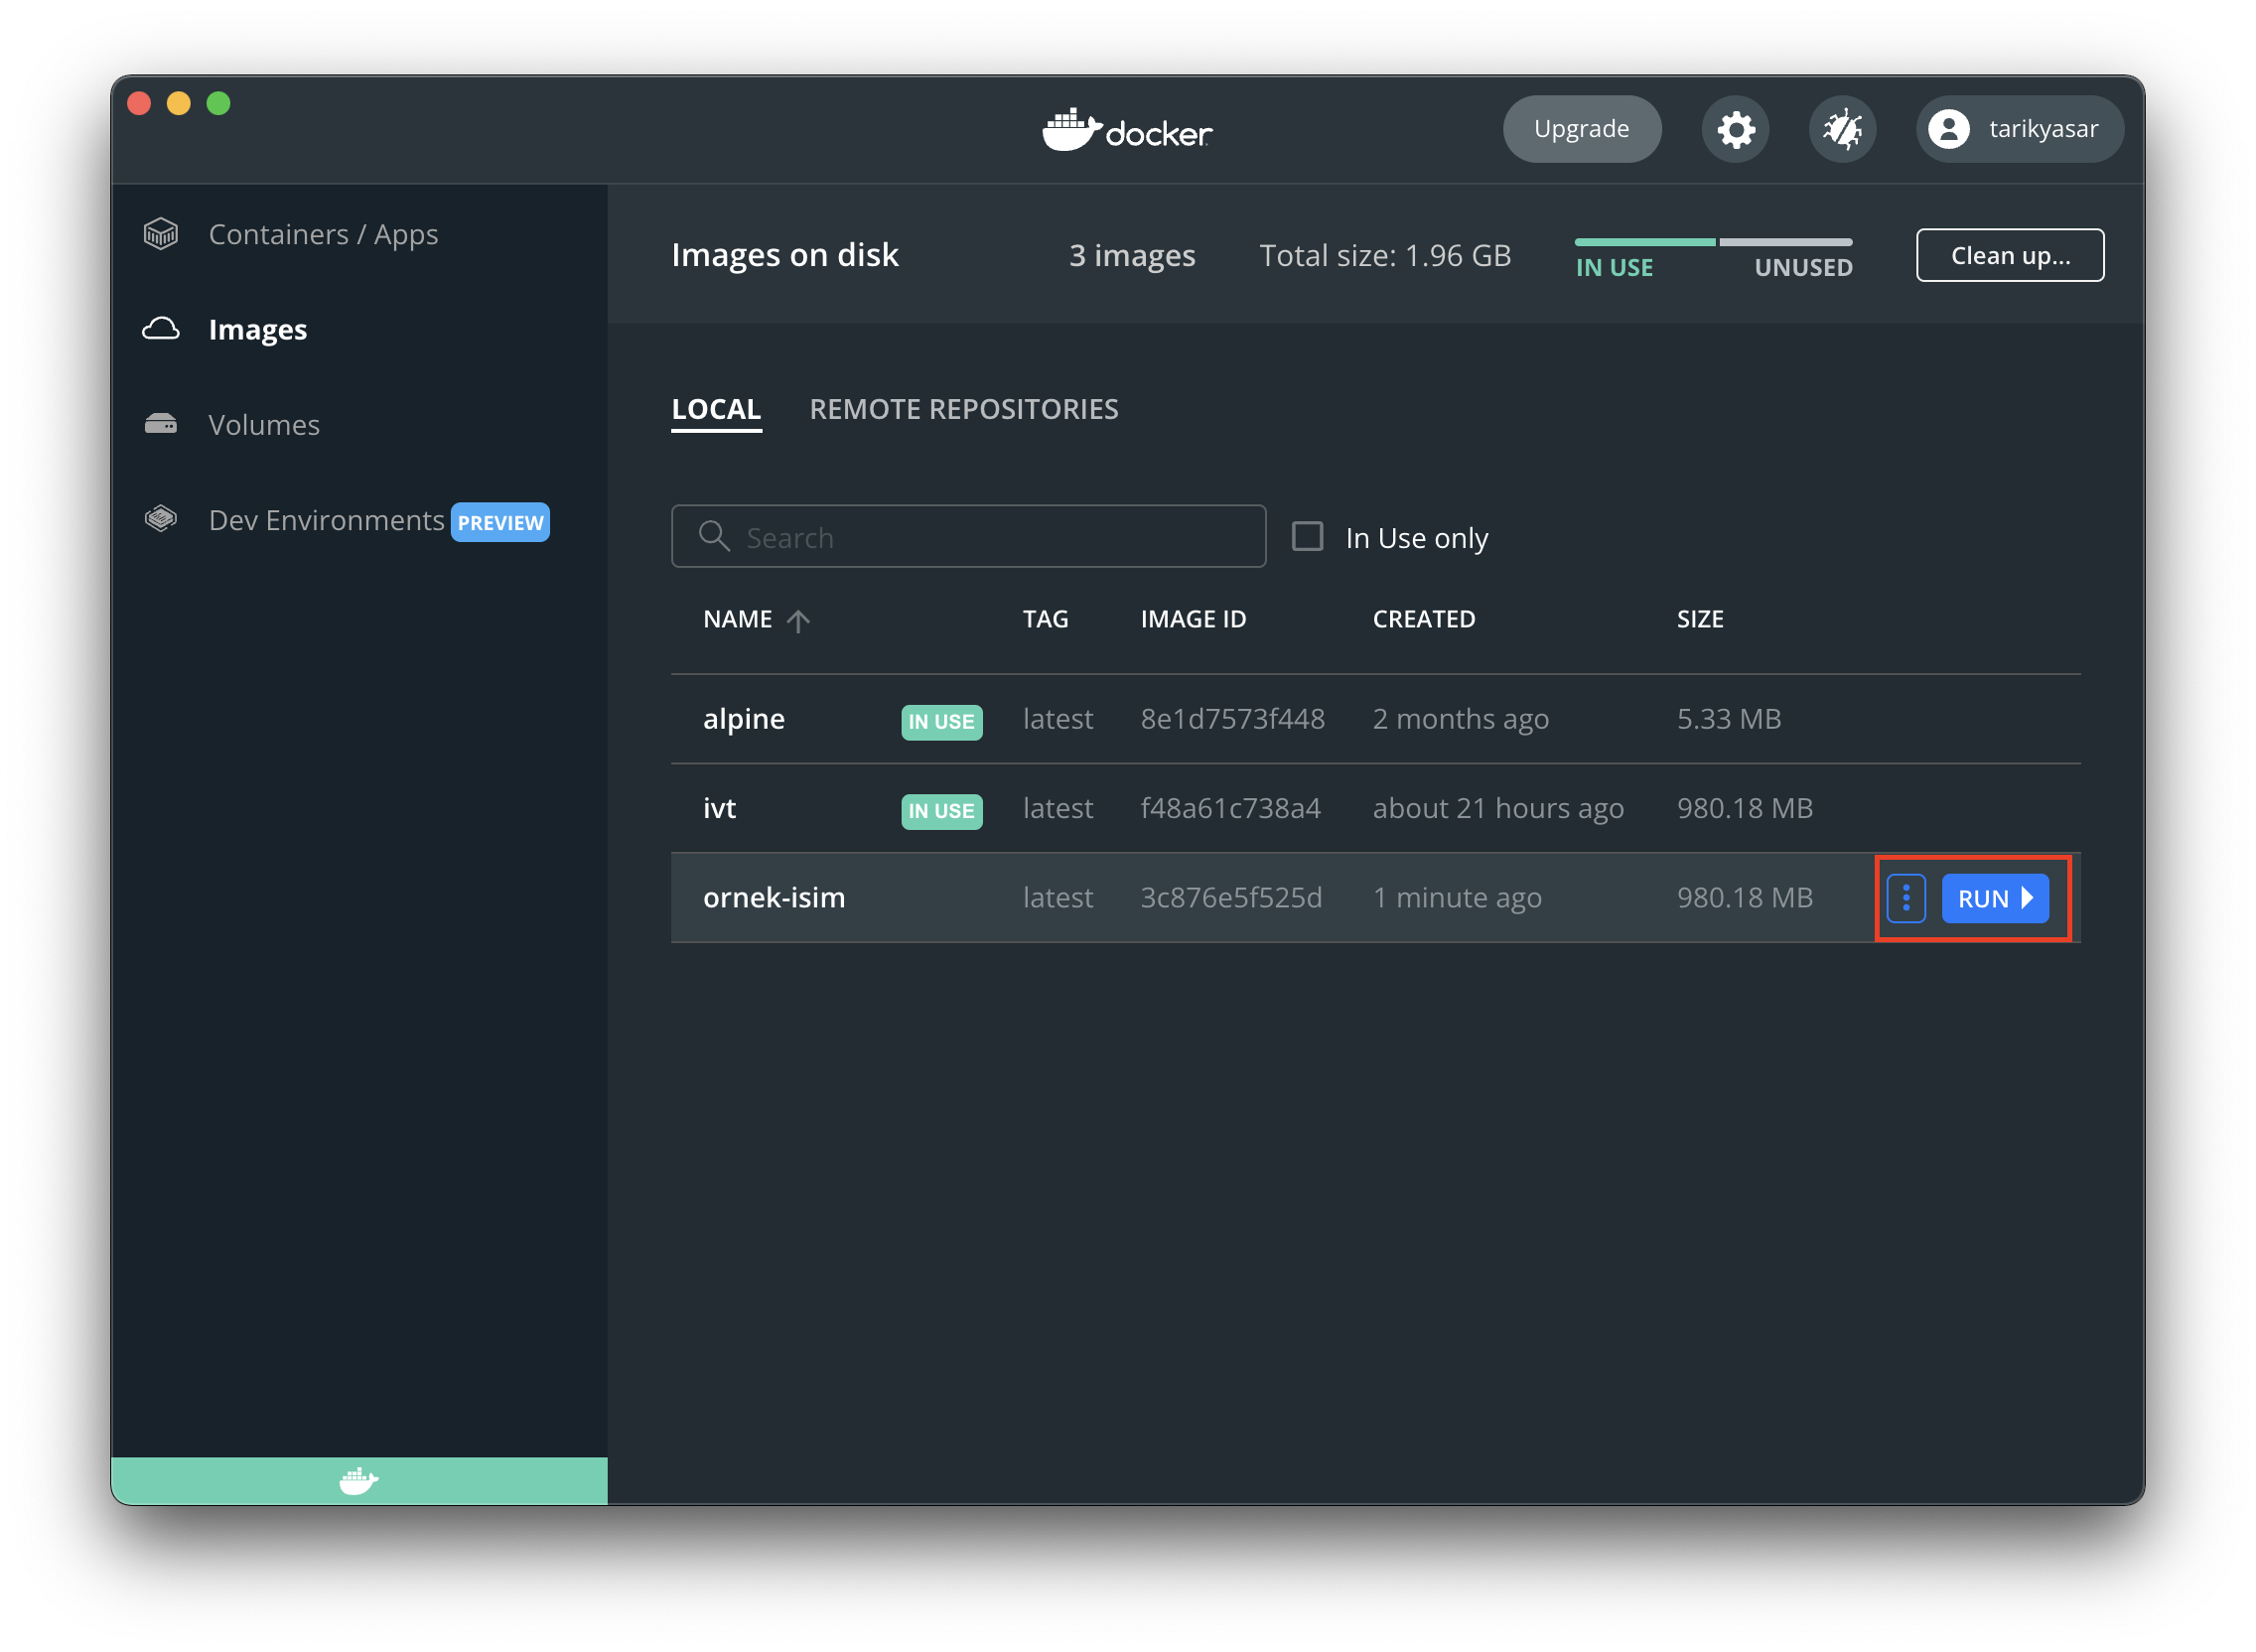 docker
Upgrade
tarikyasar
Containers / Apps
Images
Volumes
Dev Environments PREVIEW
Images on disk 3 images Total size: 1.96 GB IN USE UNUSED Clean up...
LOCAL REMOTE REPOSITORIES
Search In Use only
NAME TAG IMAGE ID CREATED SIZE
alpine IN USE latest 8e1d7573f448 2 months ago 5.33 MB
ivt IN USE latest f48a61c738a4 about 21 hours ago 980.18 MB
ornek-isim latest 3c876e5f525d 1 minute ago 980.18 MB RUN